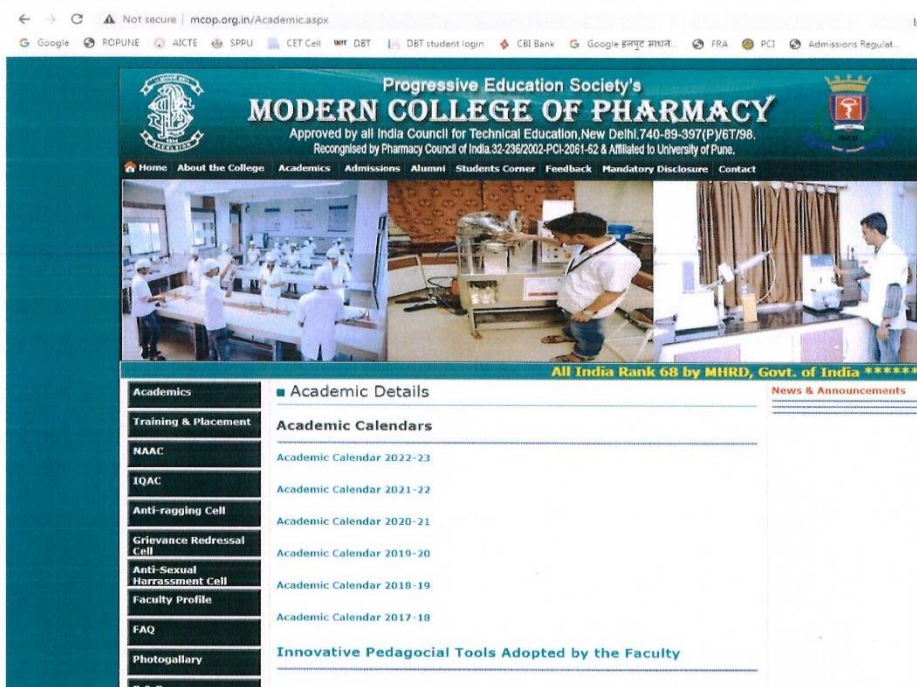 Not secure | mcop.org.in/Academic.aspx
Google ROPUNE AICTE SPPU CET Cell DBT DBT student login CBI Bank Google इनपुट साधने... FRA PCI Admissions Regulat...
Progressive Education Society's
MODERN COLLEGE OF PHARMACY
Approved by all India Council for Technical Education,New Delhi.740-89-397(P)/6T/98.
Recongnised by Pharmacy Council of India.32-236/2002-PCI-2061-62 & Affiliated to University of Pune.
Home About the College Academics Admissions Alumni Students Corner Feedback Mandatory Disclosure Contact
All India Rank 68 by MHRD, Govt. of India ******
Academics
Training & Placement
NAAC
IQAC
Anti-ragging Cell
Grievance Redressal
Cell
Anti-Sexual
Harrassment Cell
Faculty Profile
FAQ
Photogallary
Academic Details
Academic Calendars
Academic Calendar 2022-23
Academic Calendar 2021-22
Academic Calendar 2020-21
Academic Calendar 2019-20
Academic Calendar 2018-19
Academic Calendar 2017-18
Innovative Pedagocial Tools Adopted by the Faculty
News & Announcements